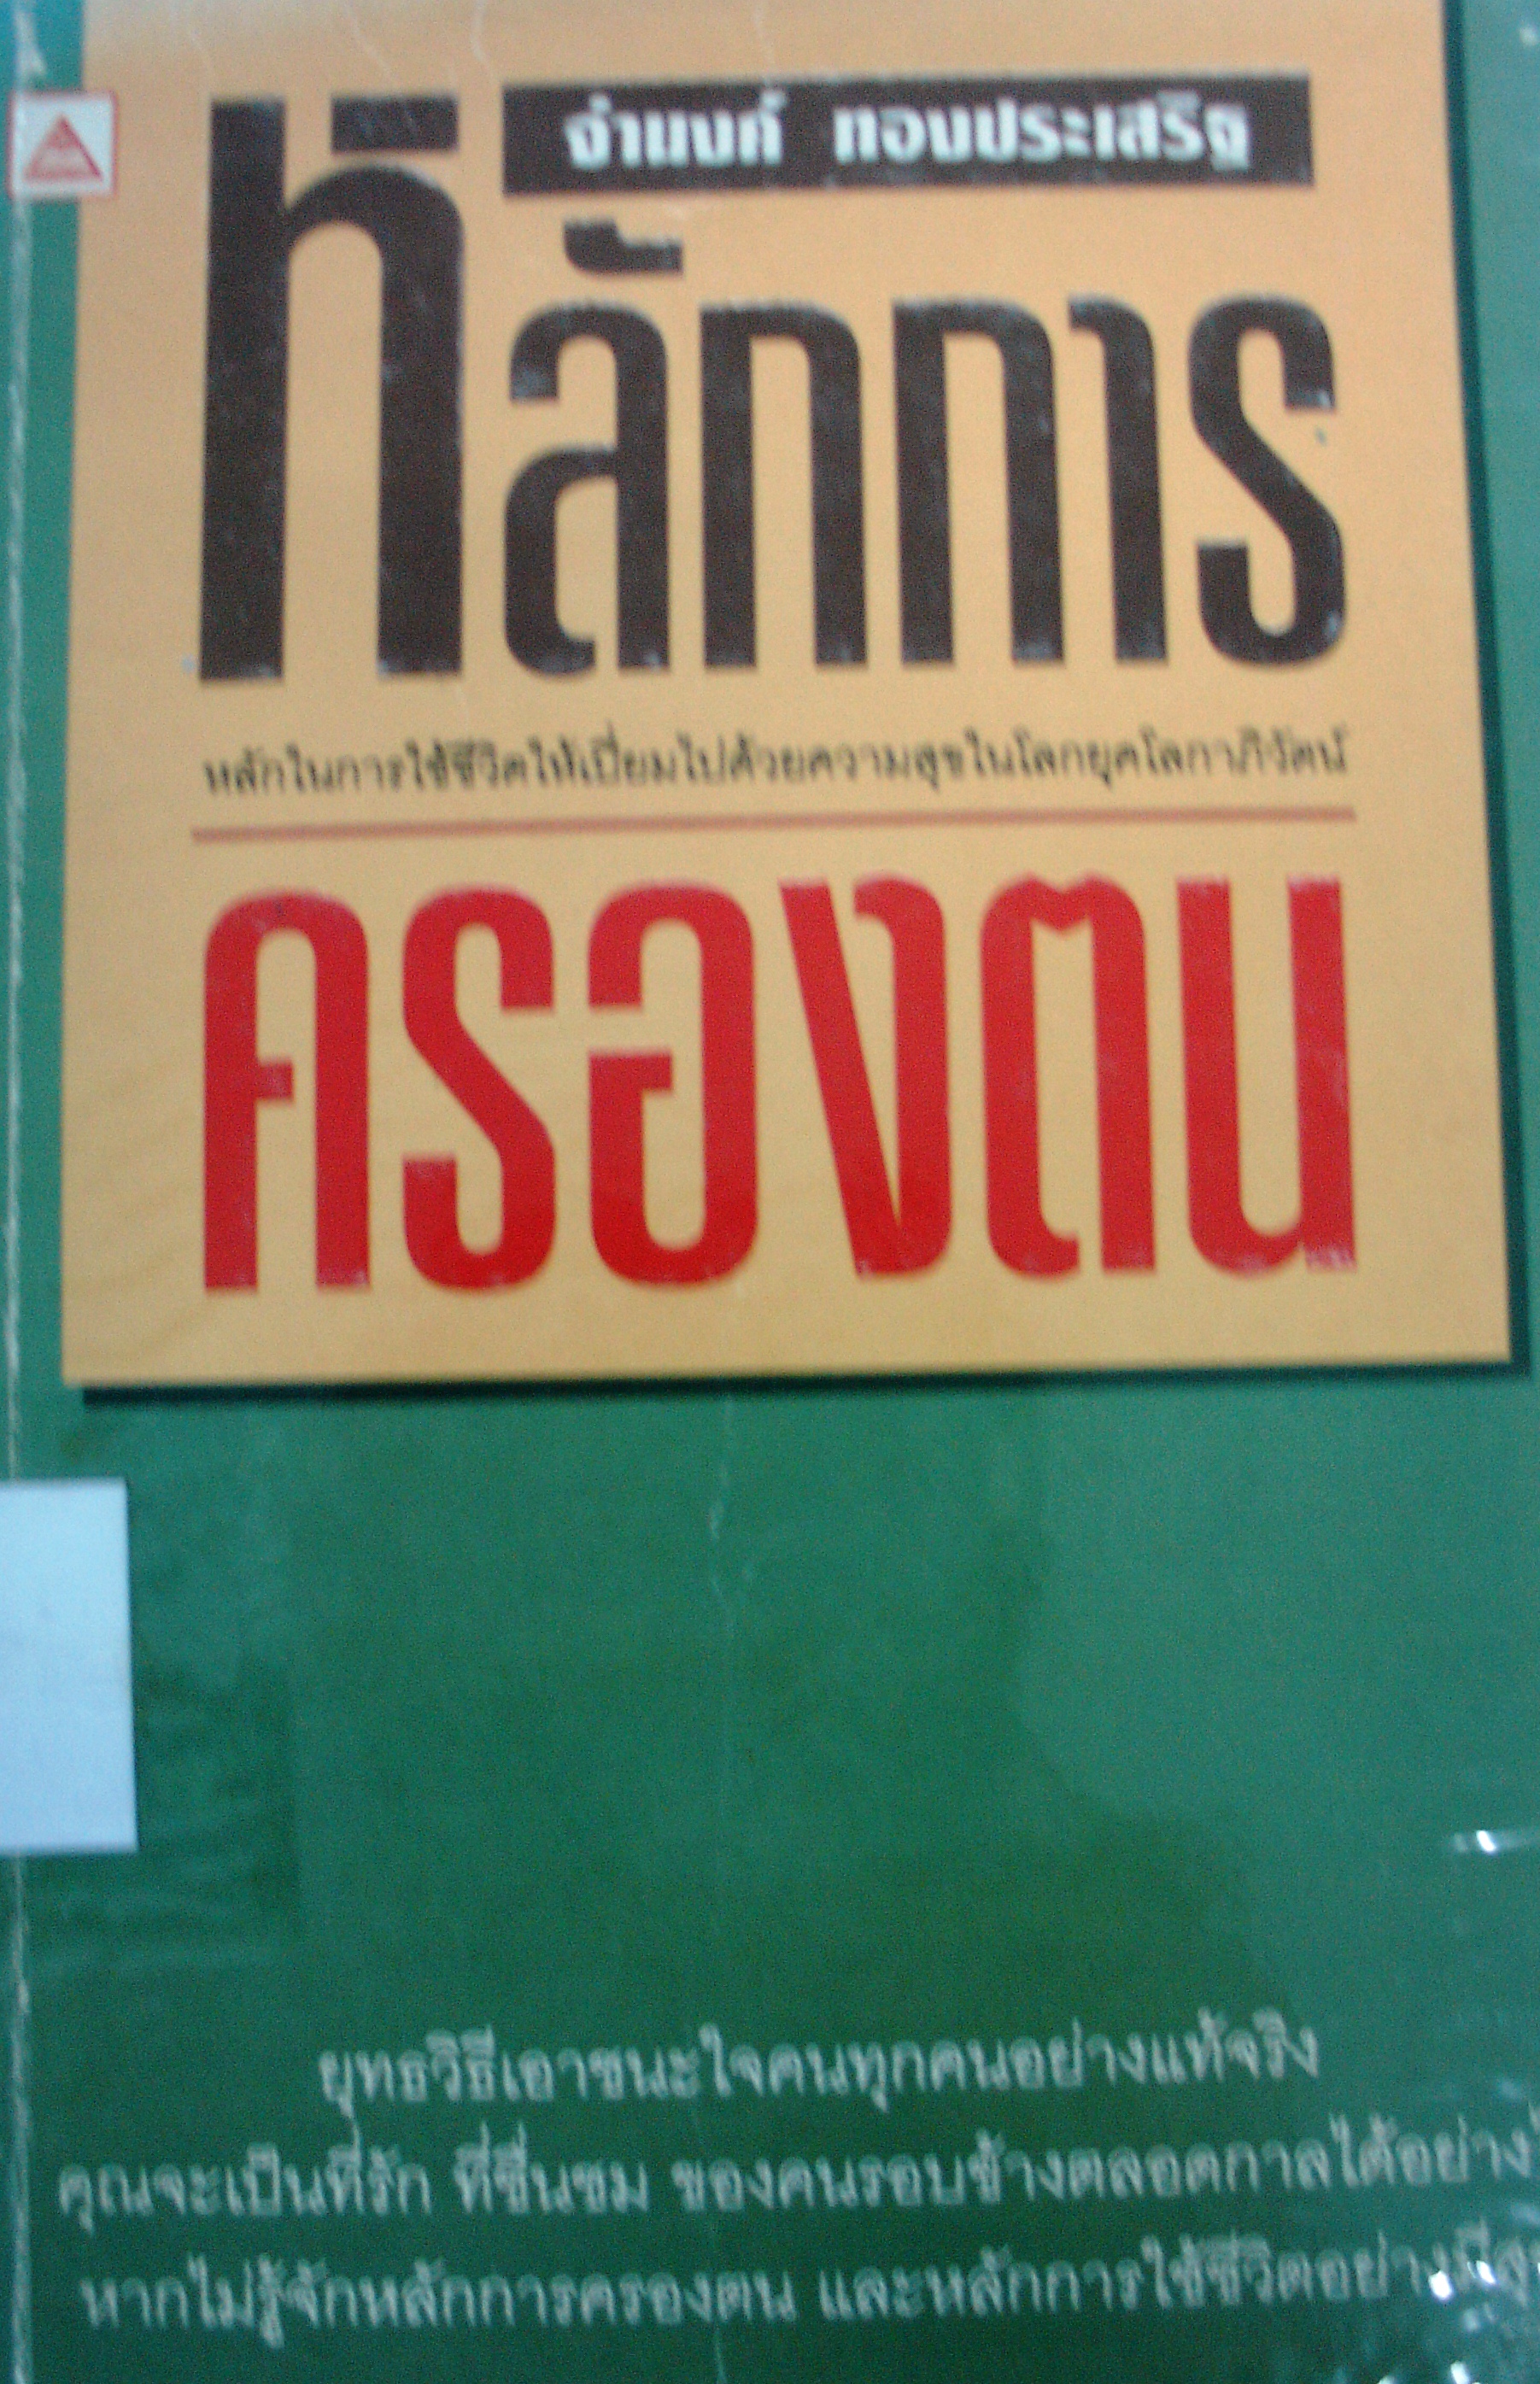 จำนงค์ ทองประเสริฐ
หลักการ
หลักในการใช้ชีวิตให้เปี่ยมไปด้วยความสุขในโลกยุคโลกาภิวัตน์
ครองตน
ยุทธวิธีเอาชนะใจคนทุกคนอย่างแท้จริง
คุณจะเป็นที่รัก ที่ชื่นชม ของคนรอบข้างตลอดกาลได้อย่าง
หากไม่รู้จักหลักการครองตน และหลักการใช้ชีวิตอย่าง